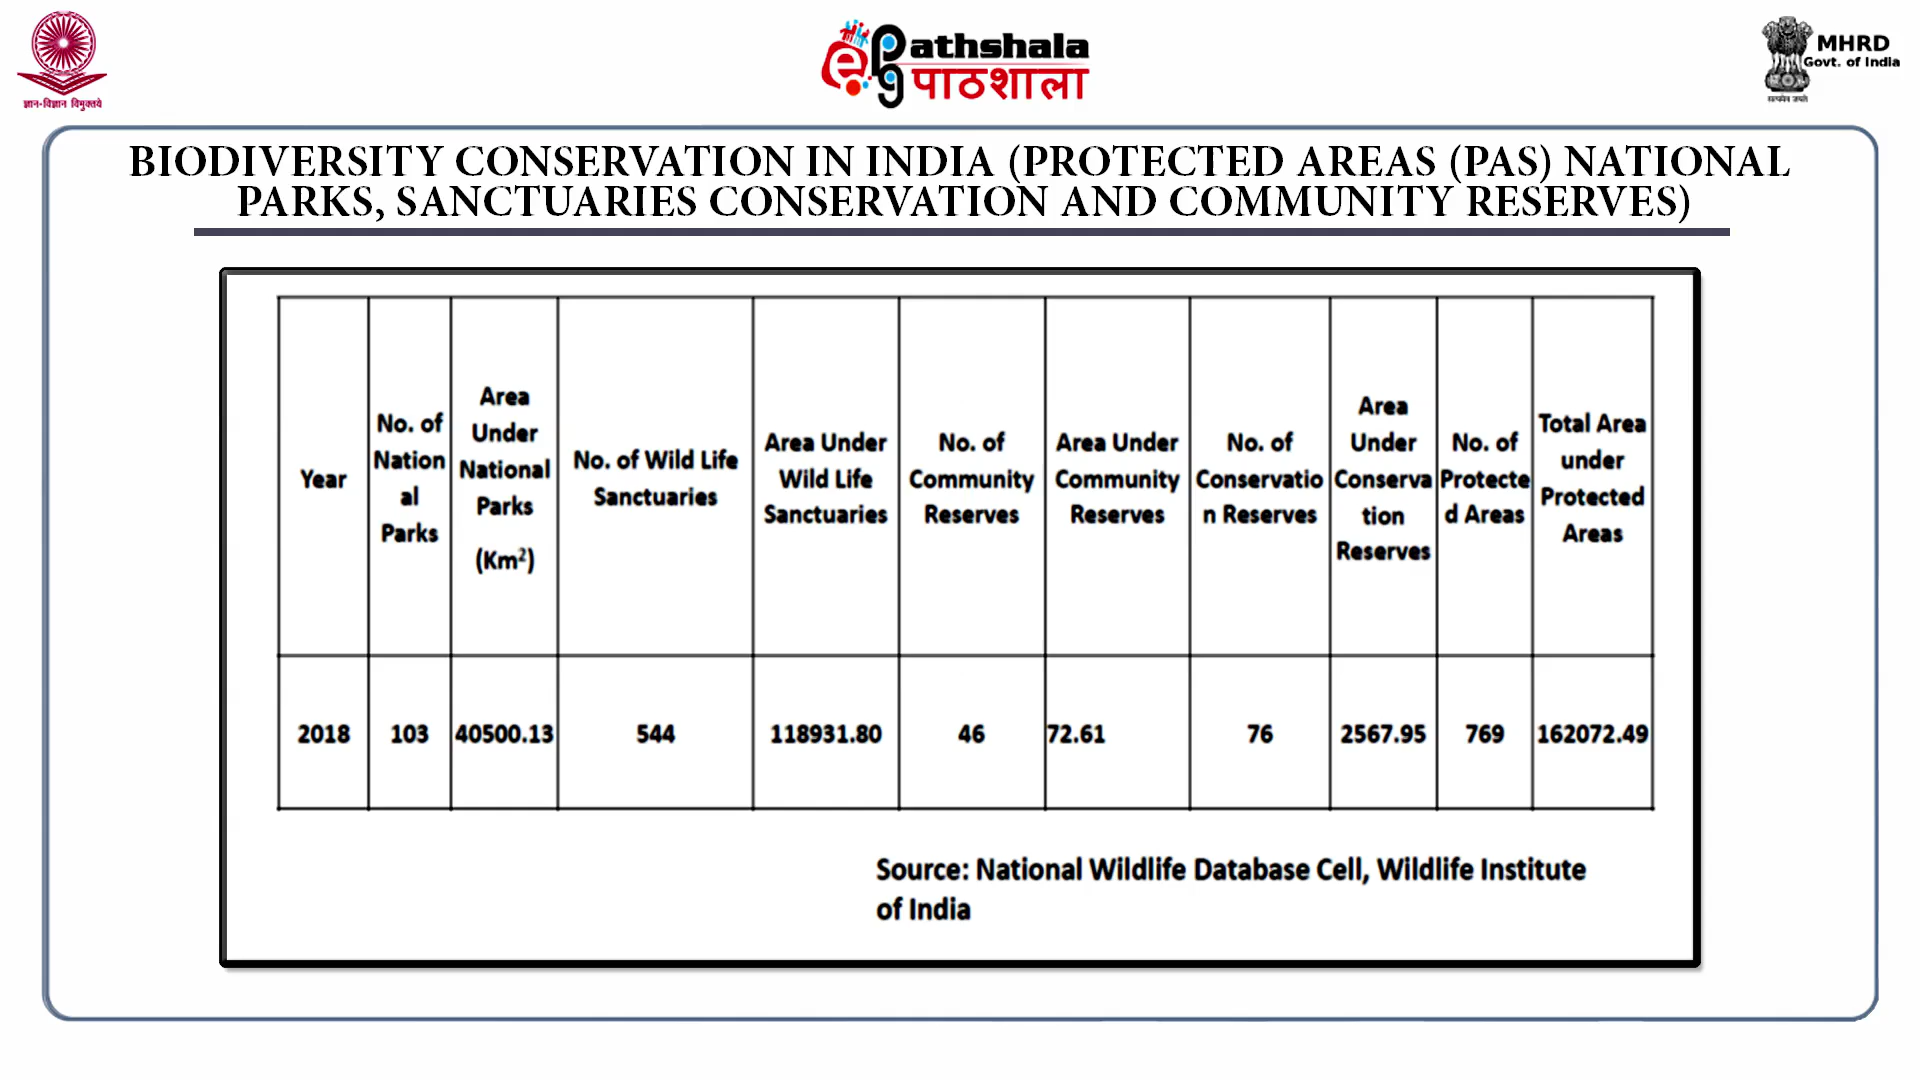 ज्ञान-विज्ञान विमुक्तये
ePathshala
पाठशाला
MHRD
Govt. of India
सत्यमेव जयते
BIODIVERSITY CONSERVATION IN INDIA (PROTECTED AREAS (PAS) NATIONAL
PARKS, SANCTUARIES CONSERVATION AND COMMUNITY RESERVES)
Year
No. of
Nation
al
Parks
Area
Under
National
Parks
(Km²)
No. of Wild Life
Sanctuaries
Area Under
Wild Life
Sanctuaries
No. of
Community
Reserves
Area Under
Community
Reserves
No. of
Conservatio
n Reserves
Area
Under
Conserva
tion
Reserves
No. of
Protecte
d Areas
Total Area
under
Protected
Areas
2018 103 40500.13 544 118931.80 46 72.61 76 2567.95 769 162072.49
Source: National Wildlife Database Cell, Wildlife Institute
of India